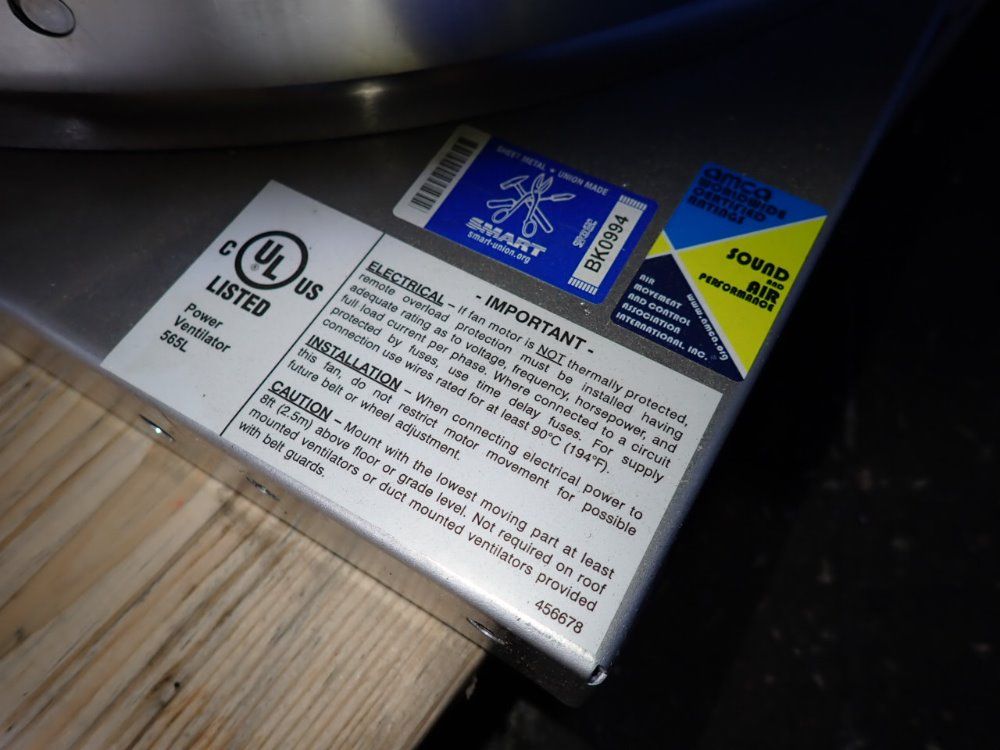 C UL US
LISTED
Power
Ventilator
565L
- IMPORTANT -
ELECTRICAL – If fan motor is NOT thermally protected,
remote overload protection must be installed having
adequate rating as to voltage, frequency, horsepower, and
full load current per phase. Where connected to a circuit
protected by fuses, use time delay fuses. For supply
connection use wires rated for at least 90°C (194°F).
INSTALLATION – When connecting electrical power to
this fan, do not restrict motor movement for possible
future belt or wheel adjustment.
CAUTION – Mount with the lowest moving part at least
8ft (2.5m) above floor or grade level. Not required on roof
mounted ventilators or duct mounted ventilators provided
with belt guards.
456678
SHEET METAL ★ UNION MADE
SMART
smart-union.org
BK0994
amca
WORLDWIDE
CERTIFIED
RATINGS
SOUND
AND
AIR
PERFORMANCE
AIR
MOVEMENT
AND CONTROL
ASSOCIATION
INTERNATIONAL, INC.
www.amca.org